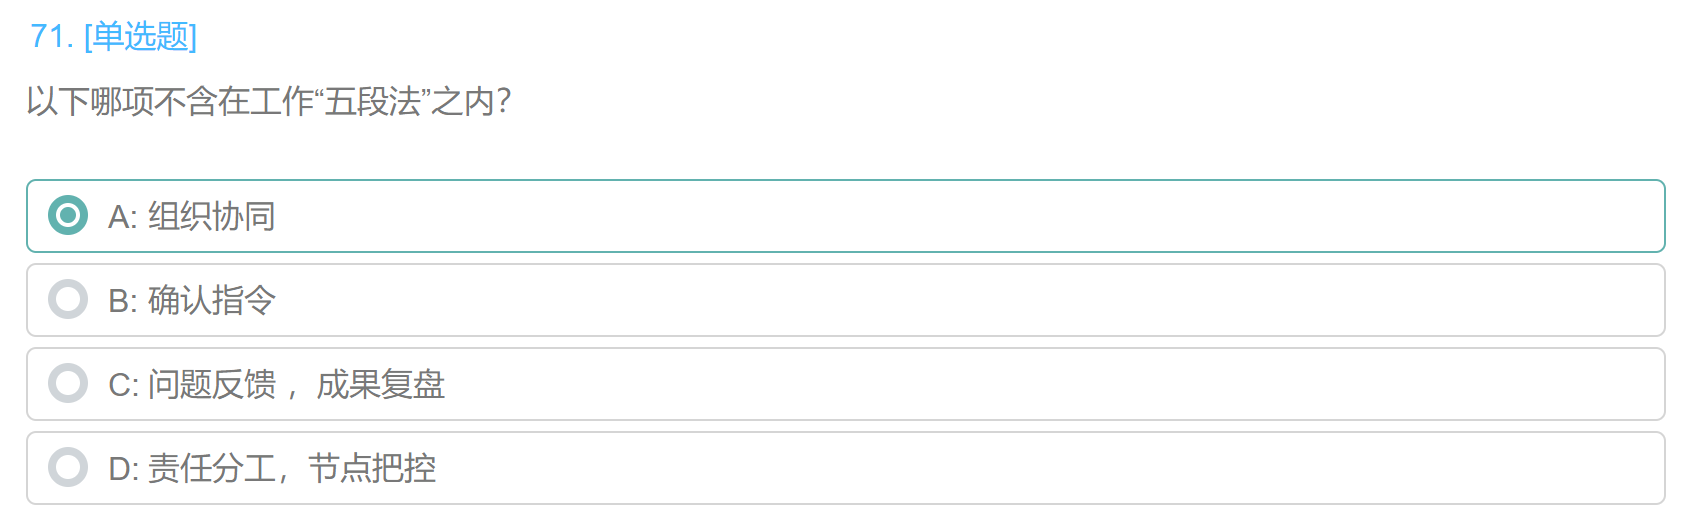 71. [单选题]
以下哪项不含在工作“五段法”之内?
A: 组织协同
B: 确认指令
C: 问题反馈 ，成果复盘
D: 责任分工，节点把控